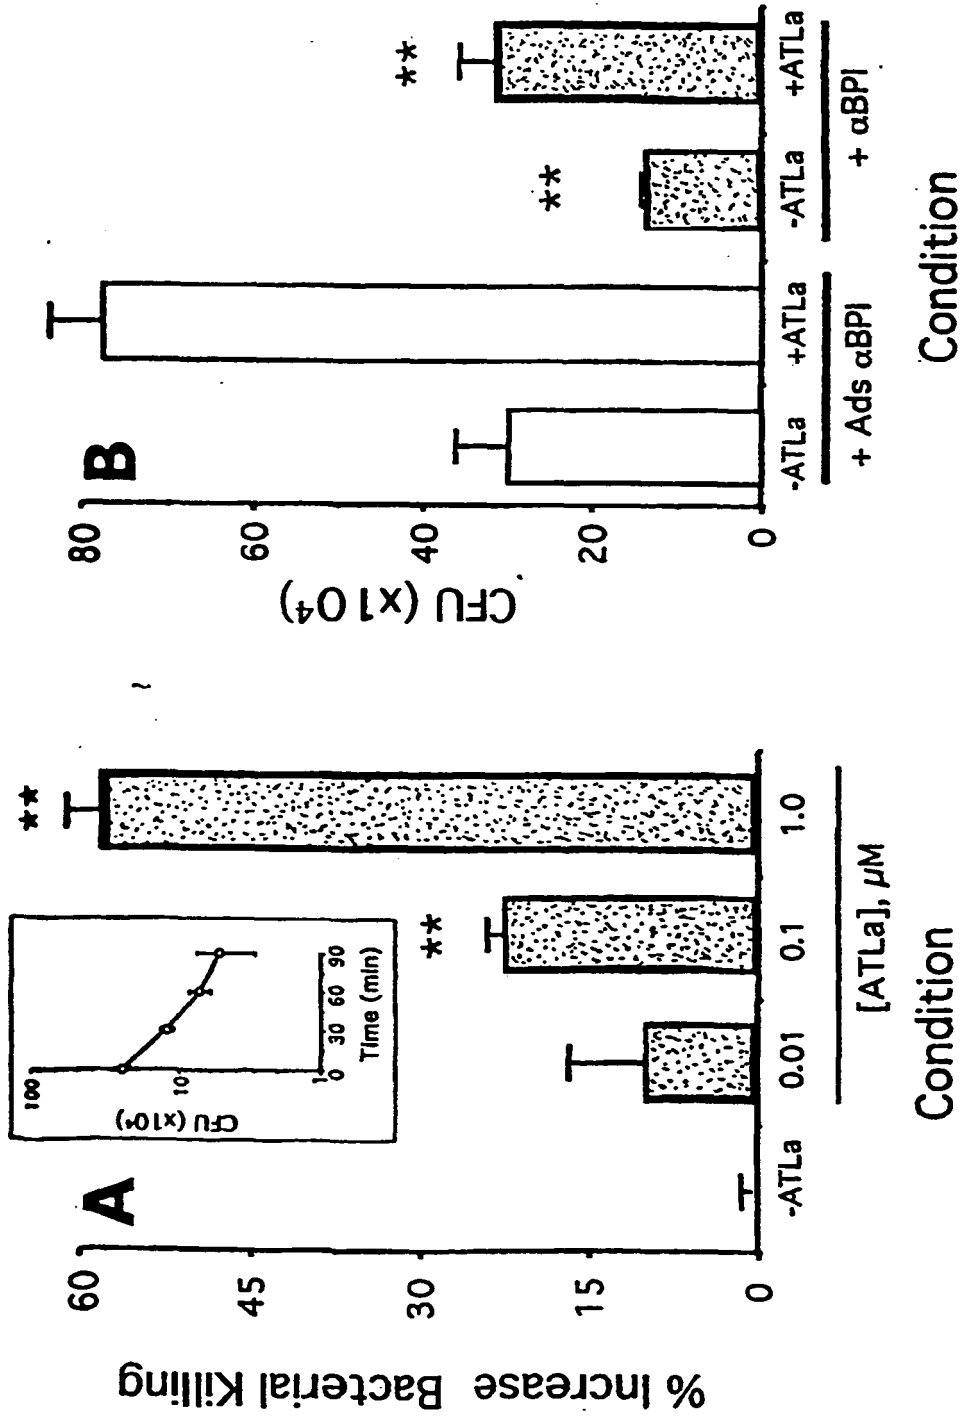 A
% Increase Bacterial Killing
60
45
30
15
0
CFU (x10⁴)
100
10
1
0 30 60 90
Time (min)
**
**
-ATLa 0.01 0.1 1.0
[ATLa], µM
Condition
B
CFU (x10⁴)
80
60
40
20
0
**
**
-ATLa +ATLa -ATLa +ATLa
+ Ads αBPI + αBPI
Condition